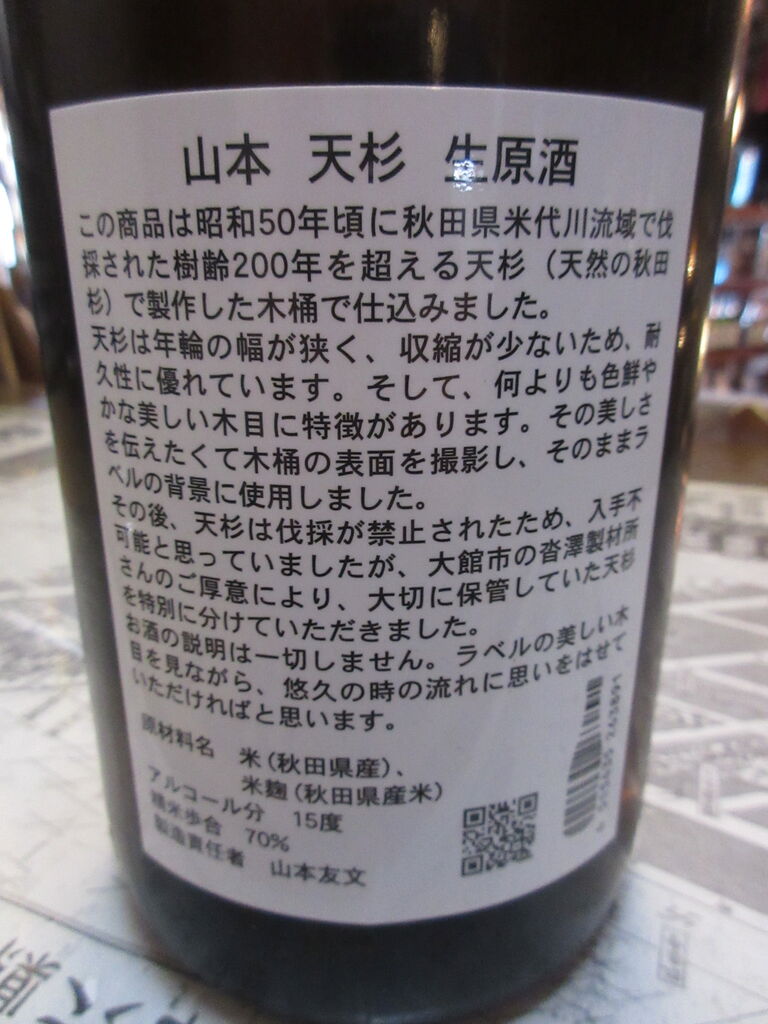 山本 天杉 生原酒
この商品は昭和50年頃に秋田県米代川流域で伐
採された樹齢200年を超える天杉（天然の秋田
杉）で製作した木桶で仕込みました。
天杉は年輪の幅が狭く、収縮が少ないため、耐
久性に優れています。そして、何よりも色鮮や
かな美しい木目に特徴があります。その美しさ
を伝えたくて木桶の表面を撮影し、そのままラ
ベルの背景に使用しました。
その後、天杉は伐採が禁止されたため、入手不
可能と思っていましたが、大館市の沓澤製材所
さんのご厚意により、大切に保管していた天杉
を特別に分けていただきました。
お酒の説明は一切しません。ラベルの美しい木
目を見ながら、悠久の時の流れに思いをはせて
いただければと思います。
原材料名 米（秋田県産）、
米麹（秋田県産米）
アルコール分 15度
精米歩合 70%
製造責任者 山本友文